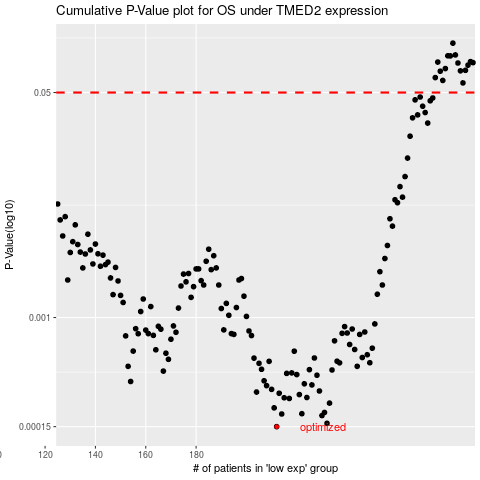 Cumulative P-Value plot for OS under TMED2 expression
P-Value(log10)
0.05
0.001
0.00015
optimized
0 120 140 160 180
# of patients in 'low exp' group